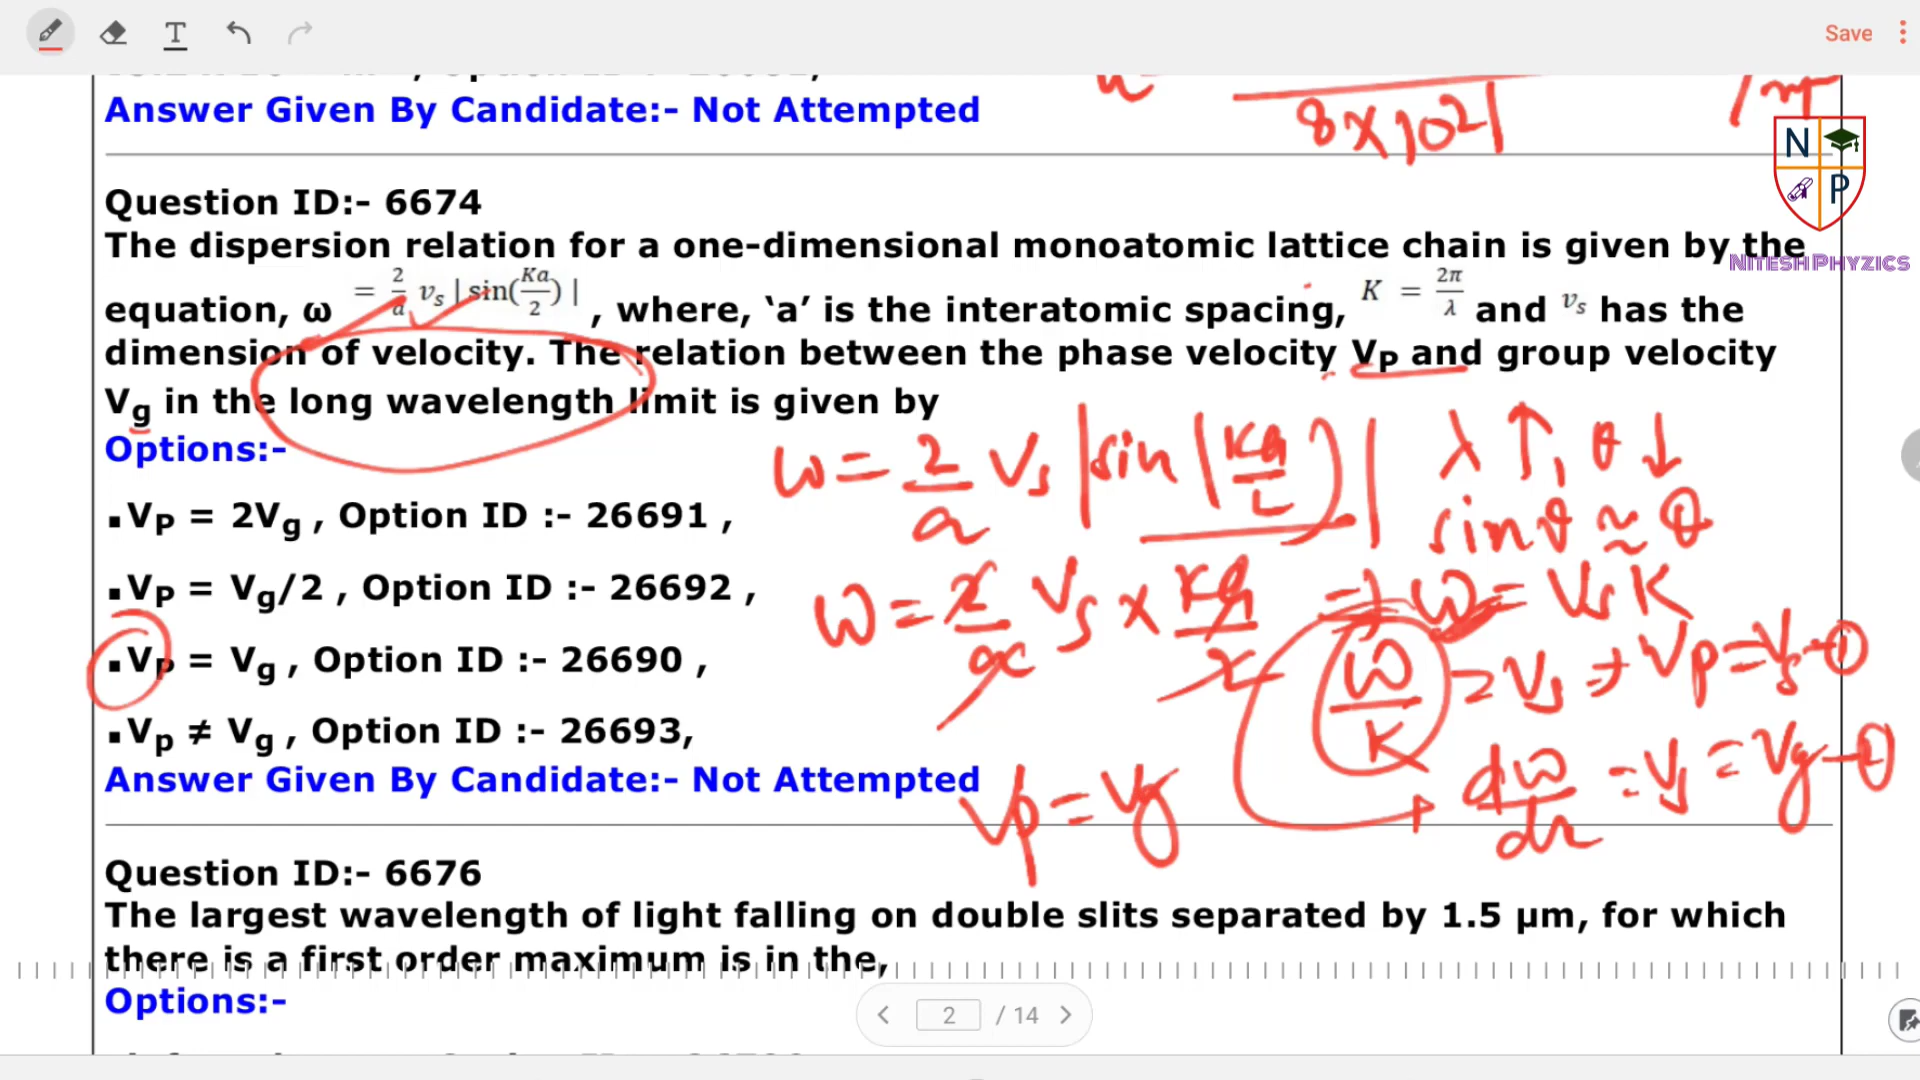 T
Save
8×10²¹
Answer Given By Candidate:- Not Attempted
N P
NITESH PHYZICS
Question ID:- 6674
The dispersion relation for a one-dimensional monoatomic lattice chain is given by the
equation, ω = 2/a vs | sin(Ka/2) | , where, ‘a’ is the interatomic spacing, K = 2π/λ and vs has the
dimension of velocity. The relation between the phase velocity VP and group velocity
Vg in the long wavelength limit is given by
Options:-
▪VP = 2Vg , Option ID :- 26691 ,
▪VP = Vg/2 , Option ID :- 26692 ,
▪VP = Vg , Option ID :- 26690 ,
▪Vp ≠ Vg , Option ID :- 26693,
Answer Given By Candidate:- Not Attempted
ω = 2/a Vs |sin(Ka/2)|
λ↑, θ↓
sinθ ≈ θ
ω = 2/a Vs × Ka/2 ⇒ ω = VsK
ω/K = Vs ⇒ Vp = Vs –①
dω/dk = Vs = Vg –②
Vp = Vg
Question ID:- 6676
The largest wavelength of light falling on double slits separated by 1.5 μm, for which
there is a first order maximum is in the,
Options:-
2 / 14